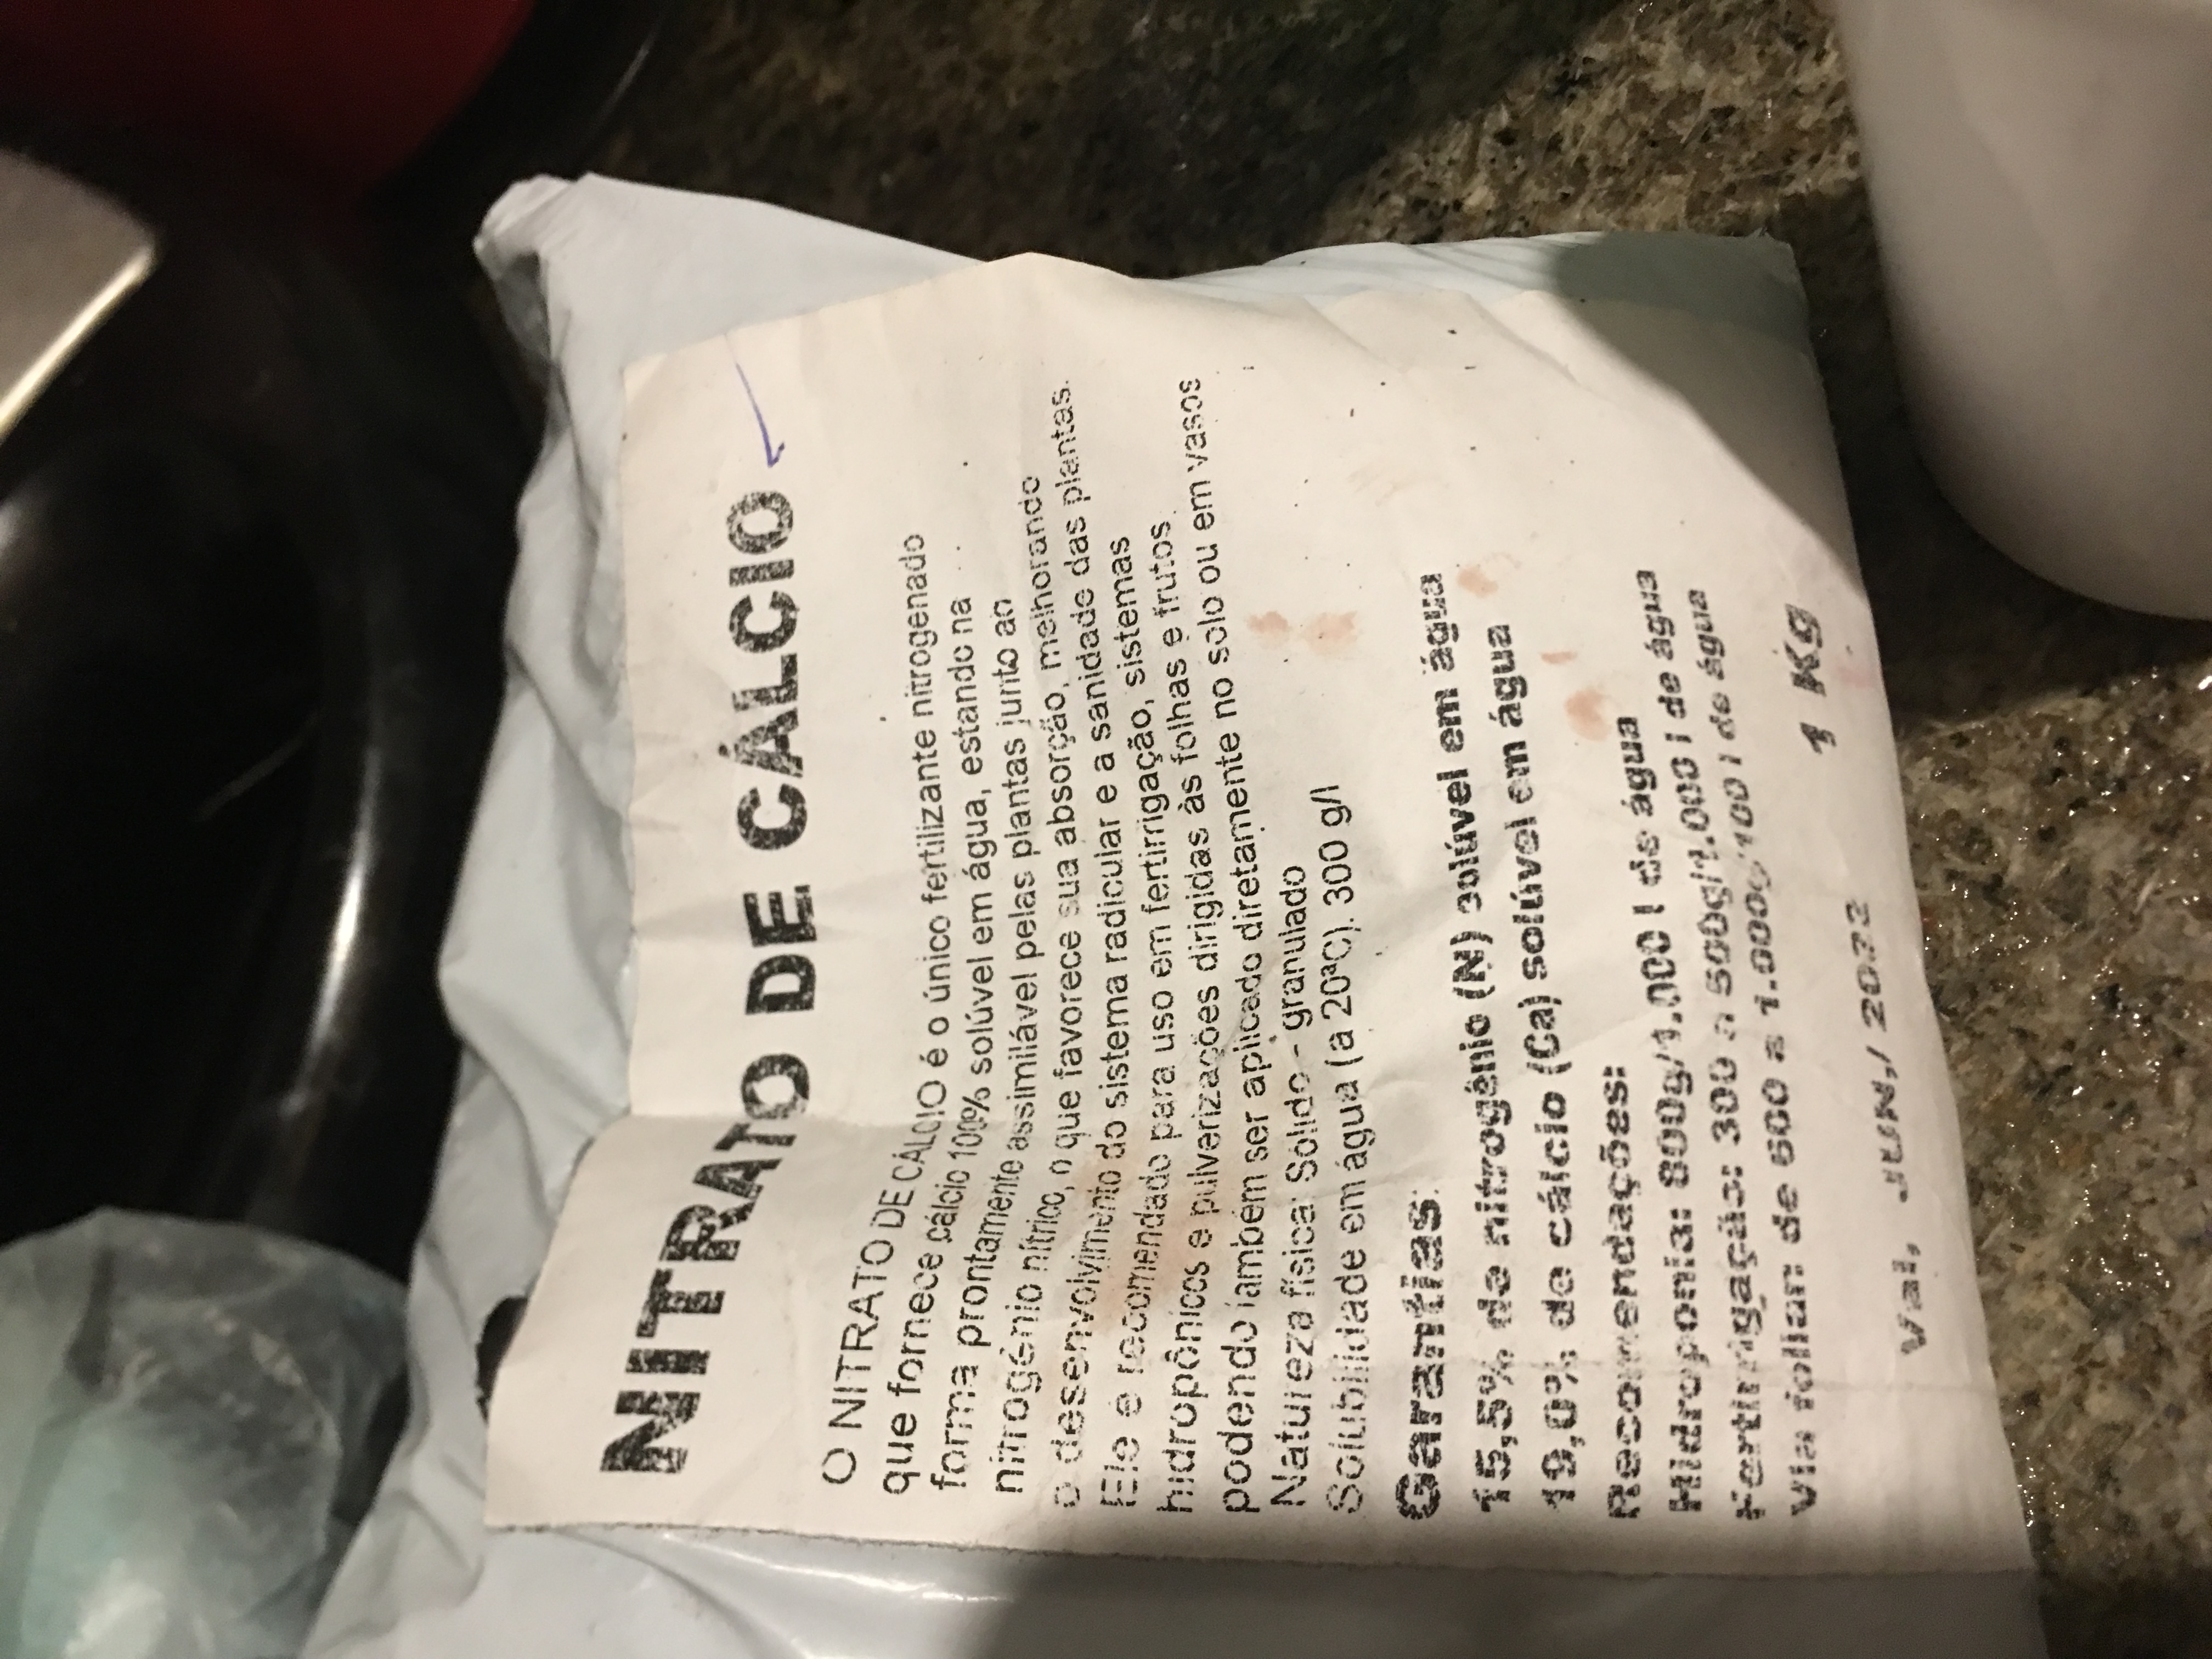 NITRATO DE CÁLCIO
O NITRATO DE CÁLCIO é o único fertilizante nitrogenado
que fornece cálcio 100% solúvel em água, estando na
forma prontamente assimilável pelas plantas junto ao
nitrogênio nítrico, o que favorece sua absorção, melhorando
o desenvolvimento do sistema radicular e a sanidade das plantas.
Ele e recomendado para uso em fertirrigação, sistemas
hidropônicos e pulverizações dirigidas às folhas e frutos
podendo também ser aplicado diretamente no solo ou em vasos
Natureza física: Sólido - granulado
Solubilidade em água (a 20ªC). 300 g/l
Garantias:
15,5% de nitrogênio (N) solúvel em água
19,0% de cálcio (Ca) solúvel em água
Recomendações:
Hidroponia: 800g/1.000 l de água
Fertirrigação: 300 a 500g/1.000 l de água
Via foliar: de 600 a 1.000g/100 l de água
1 Kg
Val. JUN,/ 2022